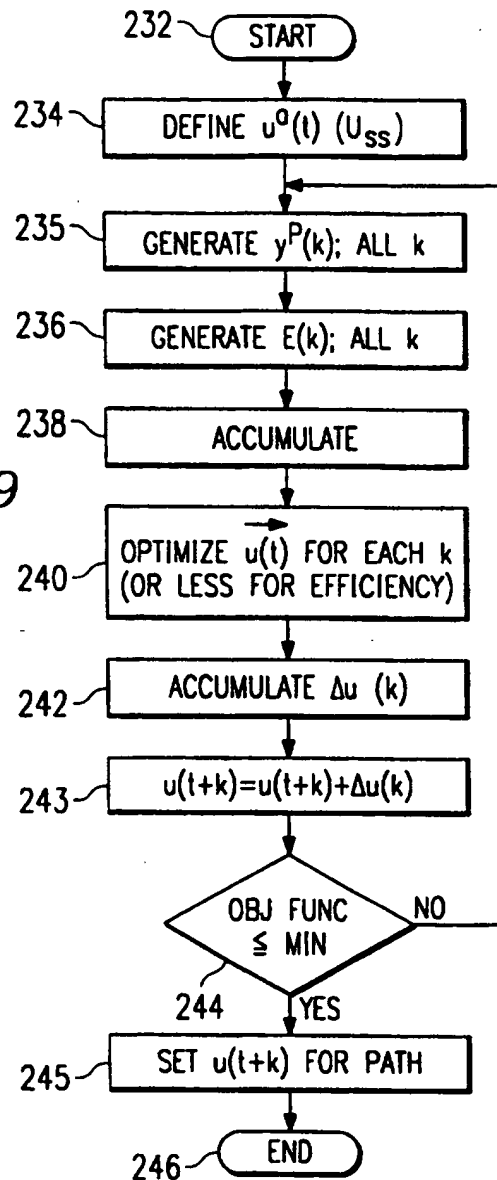 232
START
234
DEFINE uᵃ(t) (U_SS)
235
GENERATE yᴾ(k); ALL k
236
GENERATE E(k); ALL k
238
ACCUMULATE
9
240
OPTIMIZE u(t) FOR EACH k
(OR LESS FOR EFFICIENCY)
242
ACCUMULATE Δu (k)
243
u(t+k)=u(t+k)+Δu(k)
OBJ FUNC
≦ MIN
NO
244
YES
245
SET u(t+k) FOR PATH
246
END